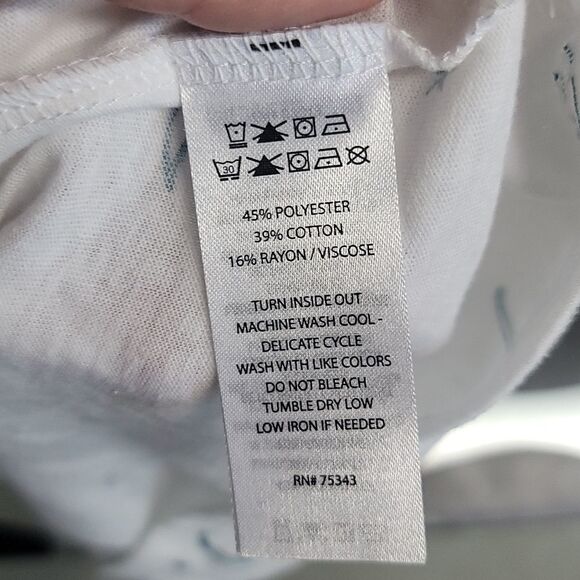 30
45% POLYESTER
39% COTTON
16% RAYON / VISCOSE
TURN INSIDE OUT
MACHINE WASH COOL -
DELICATE CYCLE
WASH WITH LIKE COLORS
DO NOT BLEACH
TUMBLE DRY LOW
LOW IRON IF NEEDED
RN# 75343